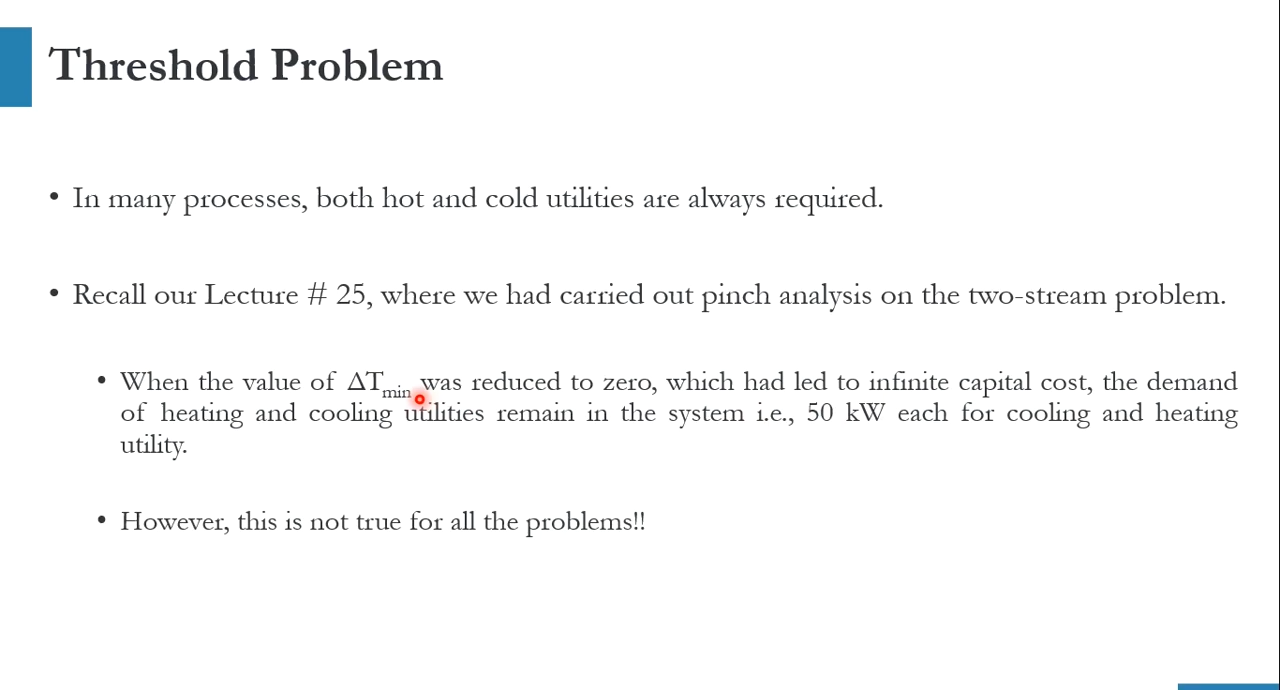 Threshold Problem
• In many processes, both hot and cold utilities are always required.
• Recall our Lecture # 25, where we had carried out pinch analysis on the two-stream problem.
• When the value of ΔTmin was reduced to zero, which had led to infinite capital cost, the demand
of heating and cooling utilities remain in the system i.e., 50 kW each for cooling and heating
utility.
• However, this is not true for all the problems!!